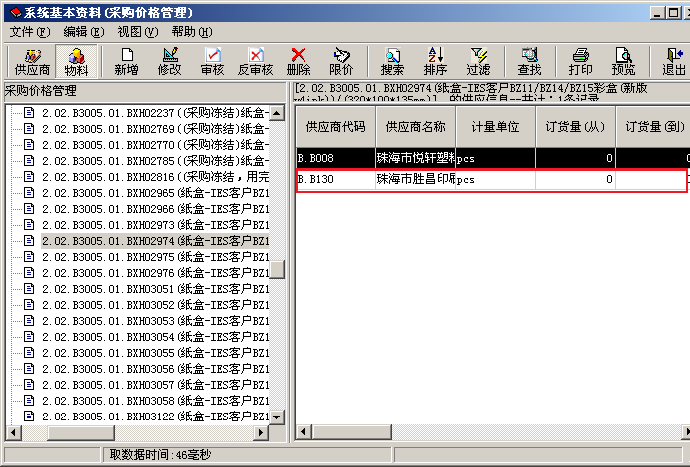 系统基本资料(采购价格管理)
文件(F) 编辑(E) 视图(V) 帮助(H)
供应商 物料 新增 修改 审核 反审核 删除 限价 搜索 排序 过滤 查找 打印 预览 退出
采购价格管理
2.02.B3005.01.BXH02237((采购冻结)纸盒
2.02.B3005.01.BXH02769((采购冻结)纸盒-
2.02.B3005.01.BXH02770((采购冻结)纸盒-
2.02.B3005.01.BXH02785((采购冻结)纸盒-
2.02.B3005.01.BXH02816((采购冻结，用完
2.02.B3005.01.BXH02965(纸盒-IES客户BZ1
2.02.B3005.01.BXH02966(纸盒-IES客户BZ1
2.02.B3005.01.BXH02973(纸盒-IES客户BZ1
2.02.B3005.01.BXH02974(纸盒-IES客户BZ1
2.02.B3005.01.BXH02975(纸盒-IES客户BZ1
2.02.B3005.01.BXH02976(纸盒-IES客户BZ1
2.02.B3005.01.BXH03051(纸盒-IES客户BZ1
2.02.B3005.01.BXH03052(纸盒-IES客户BZ1
2.02.B3005.01.BXH03053(纸盒-IES客户BZ1
2.02.B3005.01.BXH03054(纸盒-IES客户BZ1
2.02.B3005.01.BXH03055(纸盒-IES客户BZ1
2.02.B3005.01.BXH03056(纸盒-IES客户BZ1
2.02.B3005.01.BXH03057(纸盒-IES客户BZ1
2.02.B3005.01.BXH03058(纸盒-IES客户BZ1
2.02.B3005.01.BXH03122(纸盒-IES客户BZ1
[2.02.B3005.01.BXH02974(纸盒-IES客户BZ11/BZ14/BZ15彩盒(新版
wlink))/(320*100*135mm)] 的供应信息--共计：1条记录
供应商代码 供应商名称 计量单位 订货量(从) 订货量(到)
B.B008 珠海市悦轩塑料 pcs 0 0
B.B130 珠海市胜昌印刷 pcs 0 0
取数据时间:46毫秒